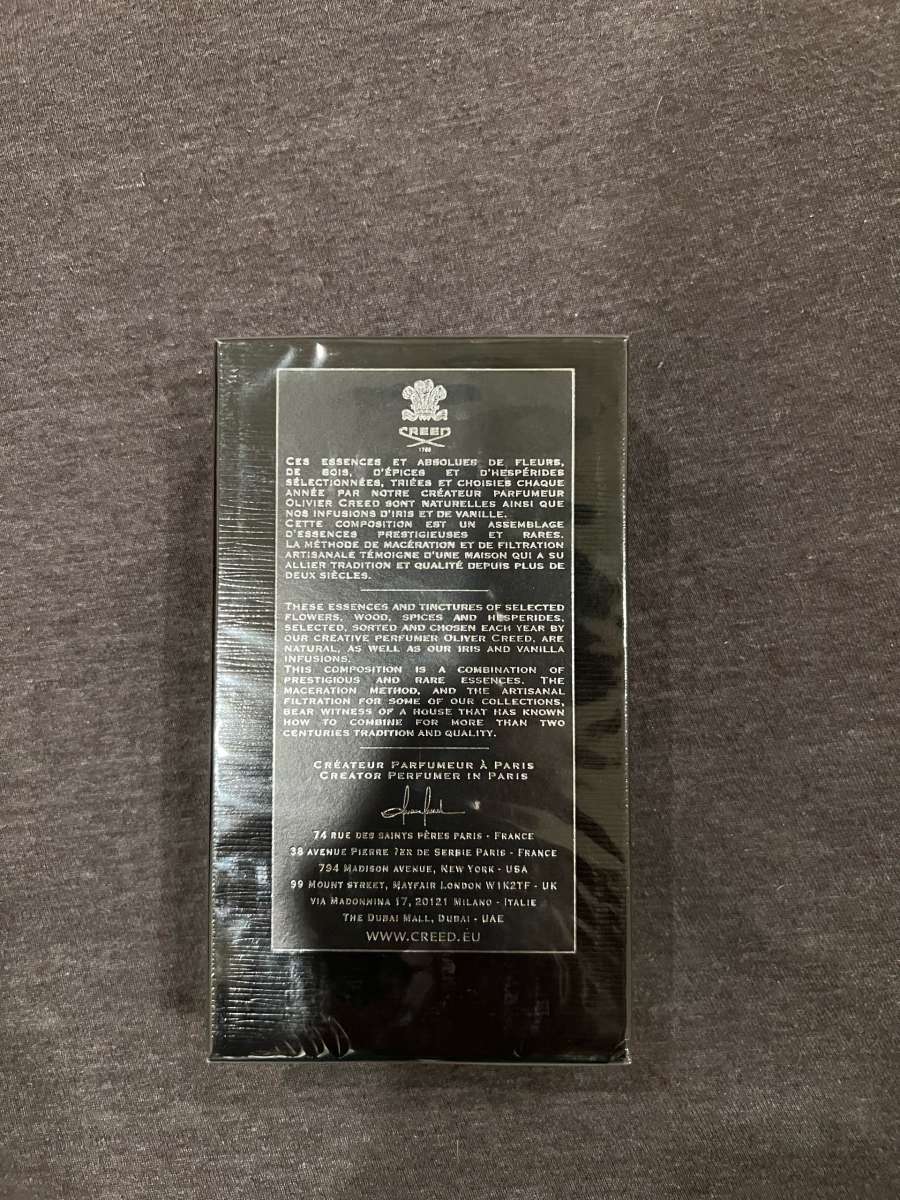 CREED
1760
CES ESSENCES ET ABSOLUES DE FLEURS,
DE BOIS, D'ÉPICES ET D'HESPÉRIDES
SÉLECTIONNÉES, TRIÉES ET CHOISIES CHAQUE
ANNÉE PAR NOTRE CRÉATEUR PARFUMEUR
OLIVIER CREED SONT NATURELLES AINSI QUE
NOS INFUSIONS D'IRIS ET DE VANILLE.
CETTE COMPOSITION EST UN ASSEMBLAGE
D'ESSENCES PRESTIGIEUSES ET RARES.
LA MÉTHODE DE MACÉRATION ET DE FILTRATION
ARTISANALE TÉMOIGNE D'UNE MAISON QUI A SU
ALLIER TRADITION ET QUALITÉ DEPUIS PLUS DE
DEUX SIÈCLES.
THESE ESSENCES AND TINCTURES OF SELECTED
FLOWERS, WOOD, SPICES AND HESPERIDES,
SELECTED, SORTED AND CHOSEN EACH YEAR BY
OUR CREATIVE PERFUMER OLIVER CREED, ARE
NATURAL, AS WELL AS OUR IRIS AND VANILLA
INFUSIONS.
THIS COMPOSITION IS A COMBINATION OF
PRESTIGIOUS AND RARE ESSENCES. THE
MACERATION METHOD, AND THE ARTISANAL
FILTRATION FOR SOME OF OUR COLLECTIONS,
BEAR WITNESS OF A HOUSE THAT HAS KNOWN
HOW TO COMBINE FOR MORE THAN TWO
CENTURIES TRADITION AND QUALITY.
CRÉATEUR PARFUMEUR À PARIS
CREATOR PERFUMER IN PARIS
74 RUE DES SAINTS PÈRES PARIS - FRANCE
38 AVENUE PIERRE 1ER DE SERBIE PARIS - FRANCE
794 MADISON AVENUE, NEW YORK - USA
99 MOUNT STREET, MAYFAIR LONDON W1K2TF - UK
VIA MADONNINA 17, 20121 MILANO - ITALIE
THE DUBAI MALL, DUBAI - UAE
WWW.CREED.EU